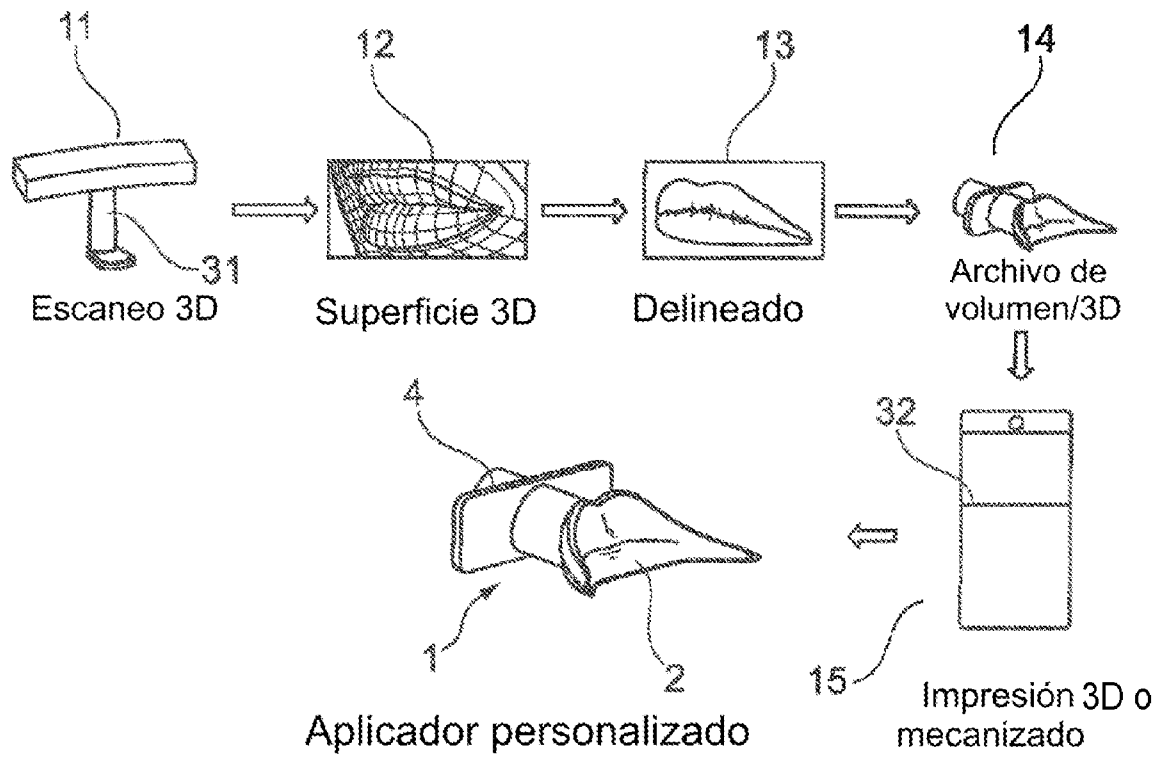 11
12
13
14
31
Escaneo 3D
Superficie 3D
Delineado
Archivo de
volumen/3D
4
32
1
2
15
Impresión 3D o
mecanizado
Aplicador personalizado